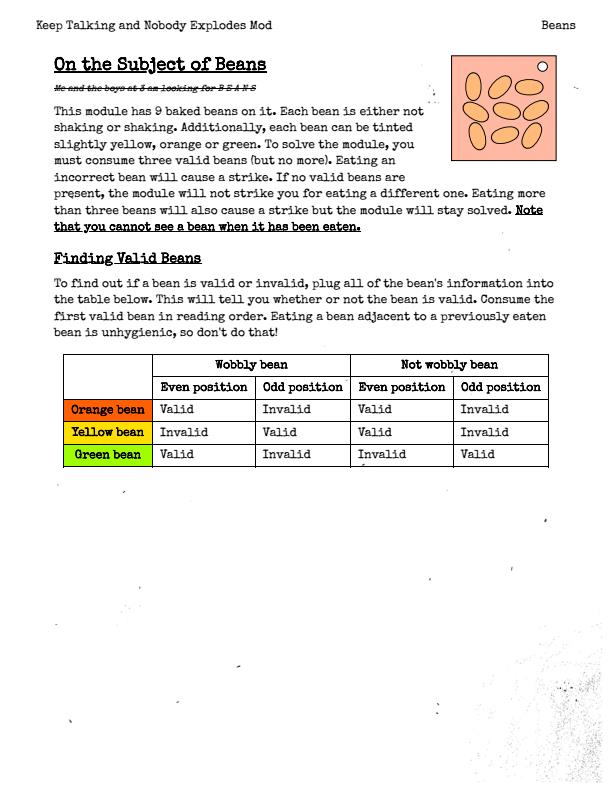 Keep Talking and Nobody Explodes Mod Beans
On the Subject of Beans
Me and the boys at 3 am looking for B E A N S
This module has 9 baked beans on it. Each bean is either not
shaking or shaking. Additionally, each bean can be tinted
slightly yellow, orange or green. To solve the module, you
must consume three valid beans (but no more). Eating an
incorrect bean will cause a strike. If no valid beans are
present, the module will not strike you for eating a different one. Eating more
than three beans will also cause a strike but the module will stay solved. Note
that you cannot see a bean when it has been eaten.
Finding Valid Beans
To find out if a bean is valid or invalid, plug all of the bean's information into
the table below. This will tell you whether or not the bean is valid. Consume the
first valid bean in reading order. Eating a bean adjacent to a previously eaten
bean is unhygienic, so don't do that!
Wobbly bean Not wobbly bean
Even position Odd position Even position Odd position
Orange bean Valid Invalid Valid Invalid
Yellow bean Invalid Valid Valid Invalid
Green bean Valid Invalid Invalid Valid